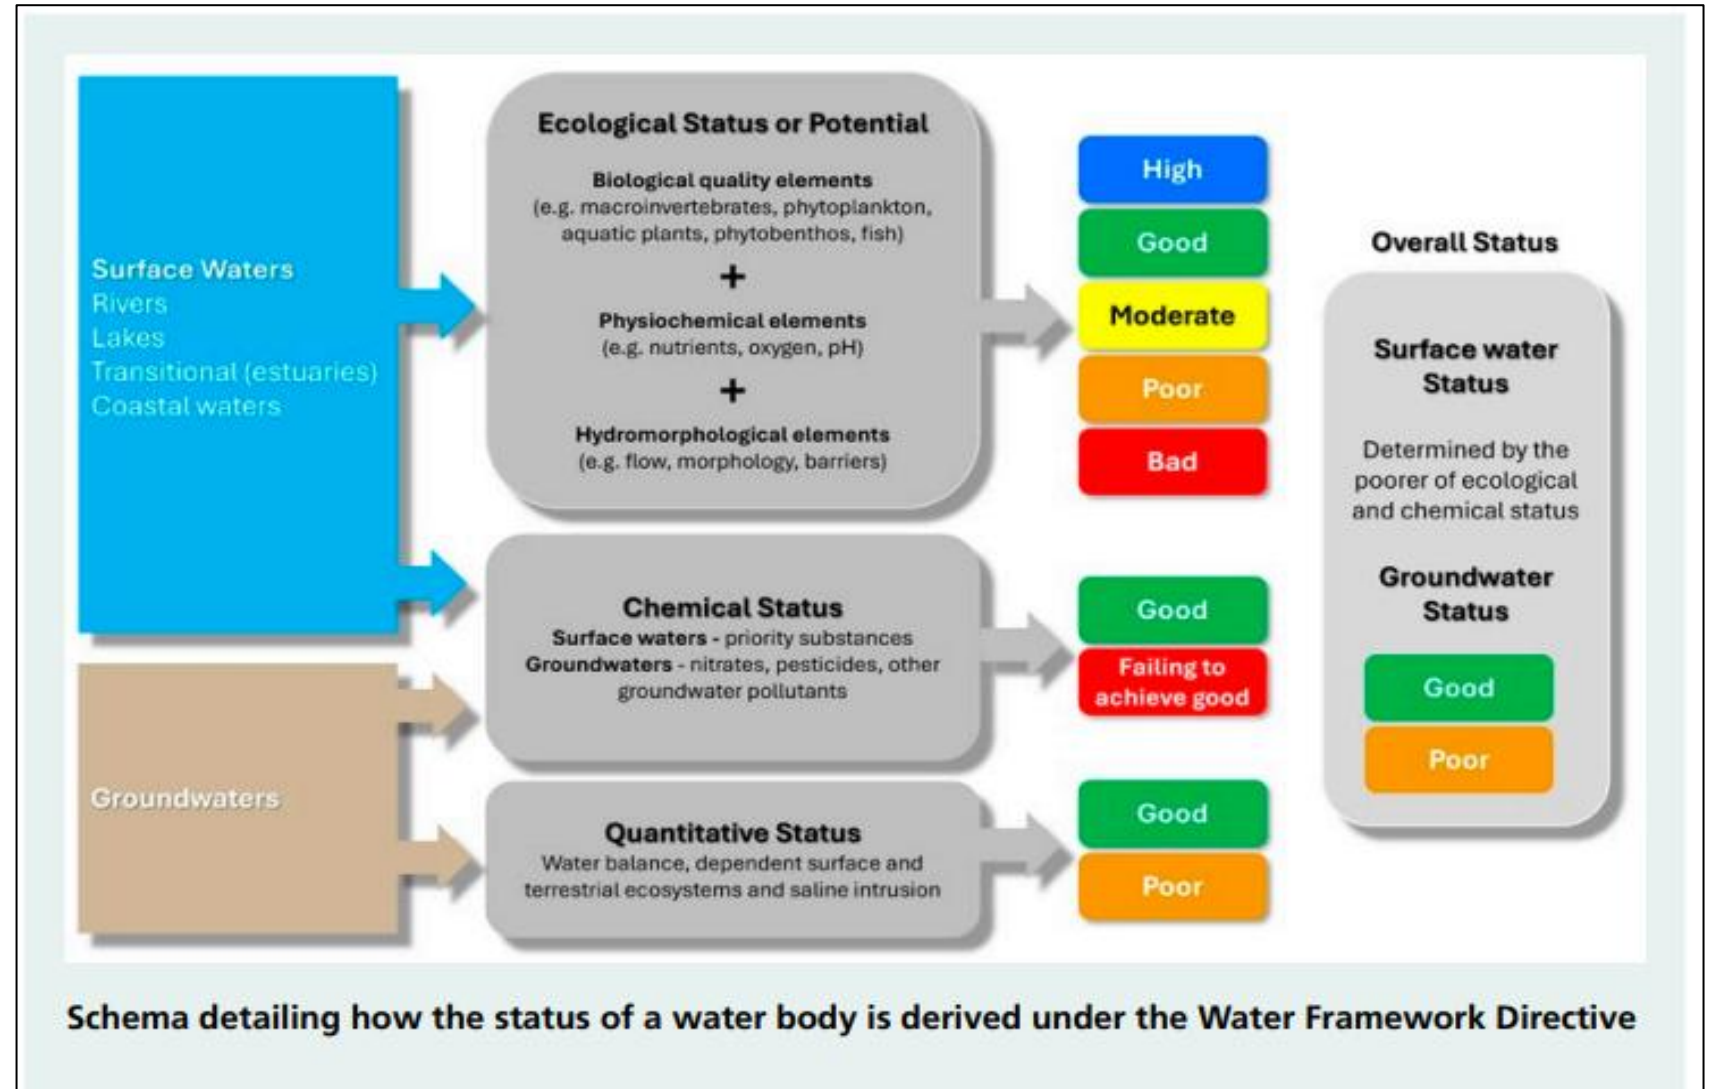 Surface Waters
Rivers
Lakes
Transitional (estuaries)
Coastal waters
Groundwaters
Ecological Status or Potential
Biological quality elements
(e.g. macroinvertebrates, phytoplankton,
aquatic plants, phytobenthos, fish)
+
Physiochemical elements
(e.g. nutrients, oxygen, pH)
+
Hydromorphological elements
(e.g. flow, morphology, barriers)
Chemical Status
Surface waters - priority substances
Groundwaters - nitrates, pesticides, other
groundwater pollutants
Quantitative Status
Water balance, dependent surface and
terrestrial ecosystems and saline intrusion
High
Good
Moderate
Poor
Bad
Good
Failing to
achieve good
Good
Poor
Overall Status
Surface water
Status
Determined by the
poorer of ecological
and chemical status
Groundwater
Status
Good
Poor
Schema detailing how the status of a water body is derived under the Water Framework Directive